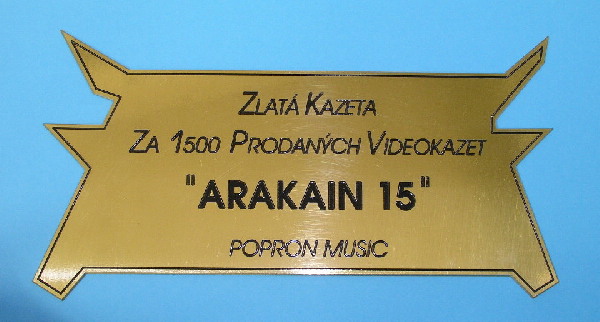 Zlatá Kazeta
Za 1500 Prodaných Videokazet
"ARAKAIN 15"
POPRON MUSIC